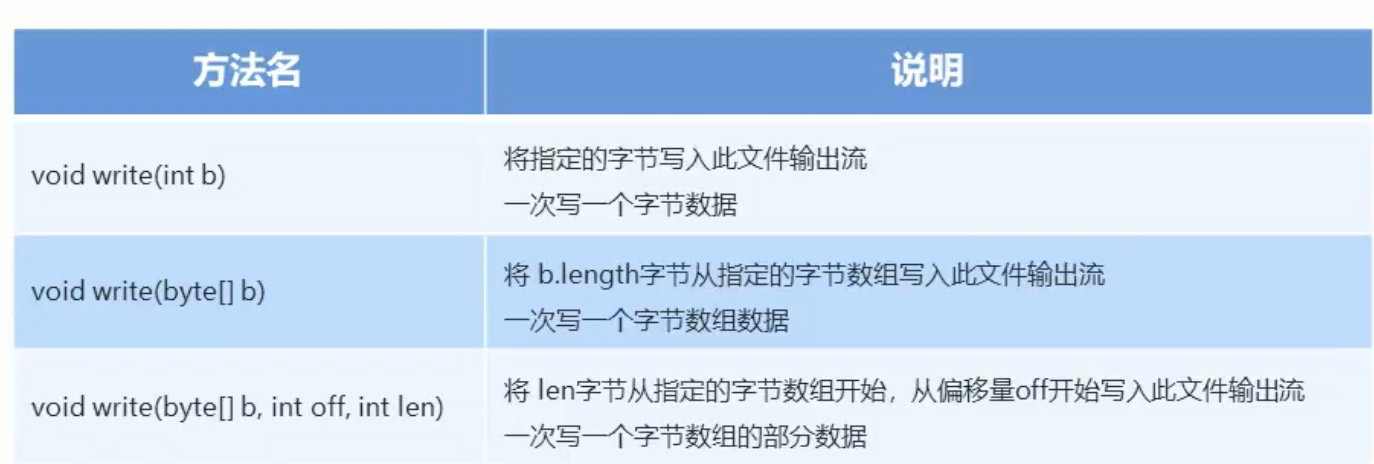 方法名
说明
void write(int b)
将指定的字节写入此文件输出流
一次写一个字节数据
void write(byte[] b)
将 b.length字节从指定的字节数组写入此文件输出流
一次写一个字节数组数据
void write(byte[] b, int off, int len)
将 len字节从指定的字节数组开始，从偏移量off开始写入此文件输出流
一次写一个字节数组的部分数据